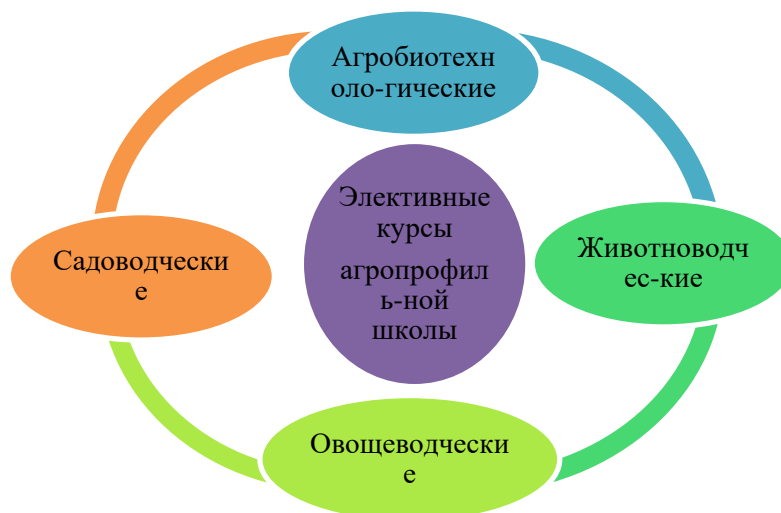 Агробиотехн
оло-гические
Элективные
курсы
агропрофил
ь-ной
школы
Садоводчески
е
Животноводч
ес-кие
Овощеводчески
е